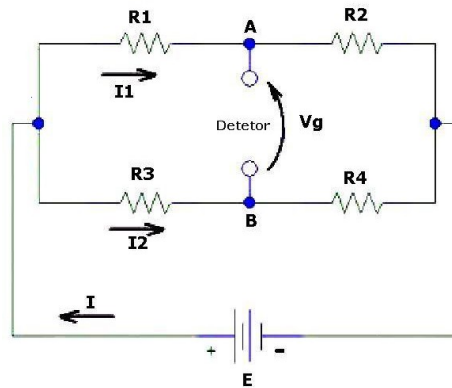 R1 A R2
I1
Detetor Vg
R3 R4
I2 B
I
+ -
E